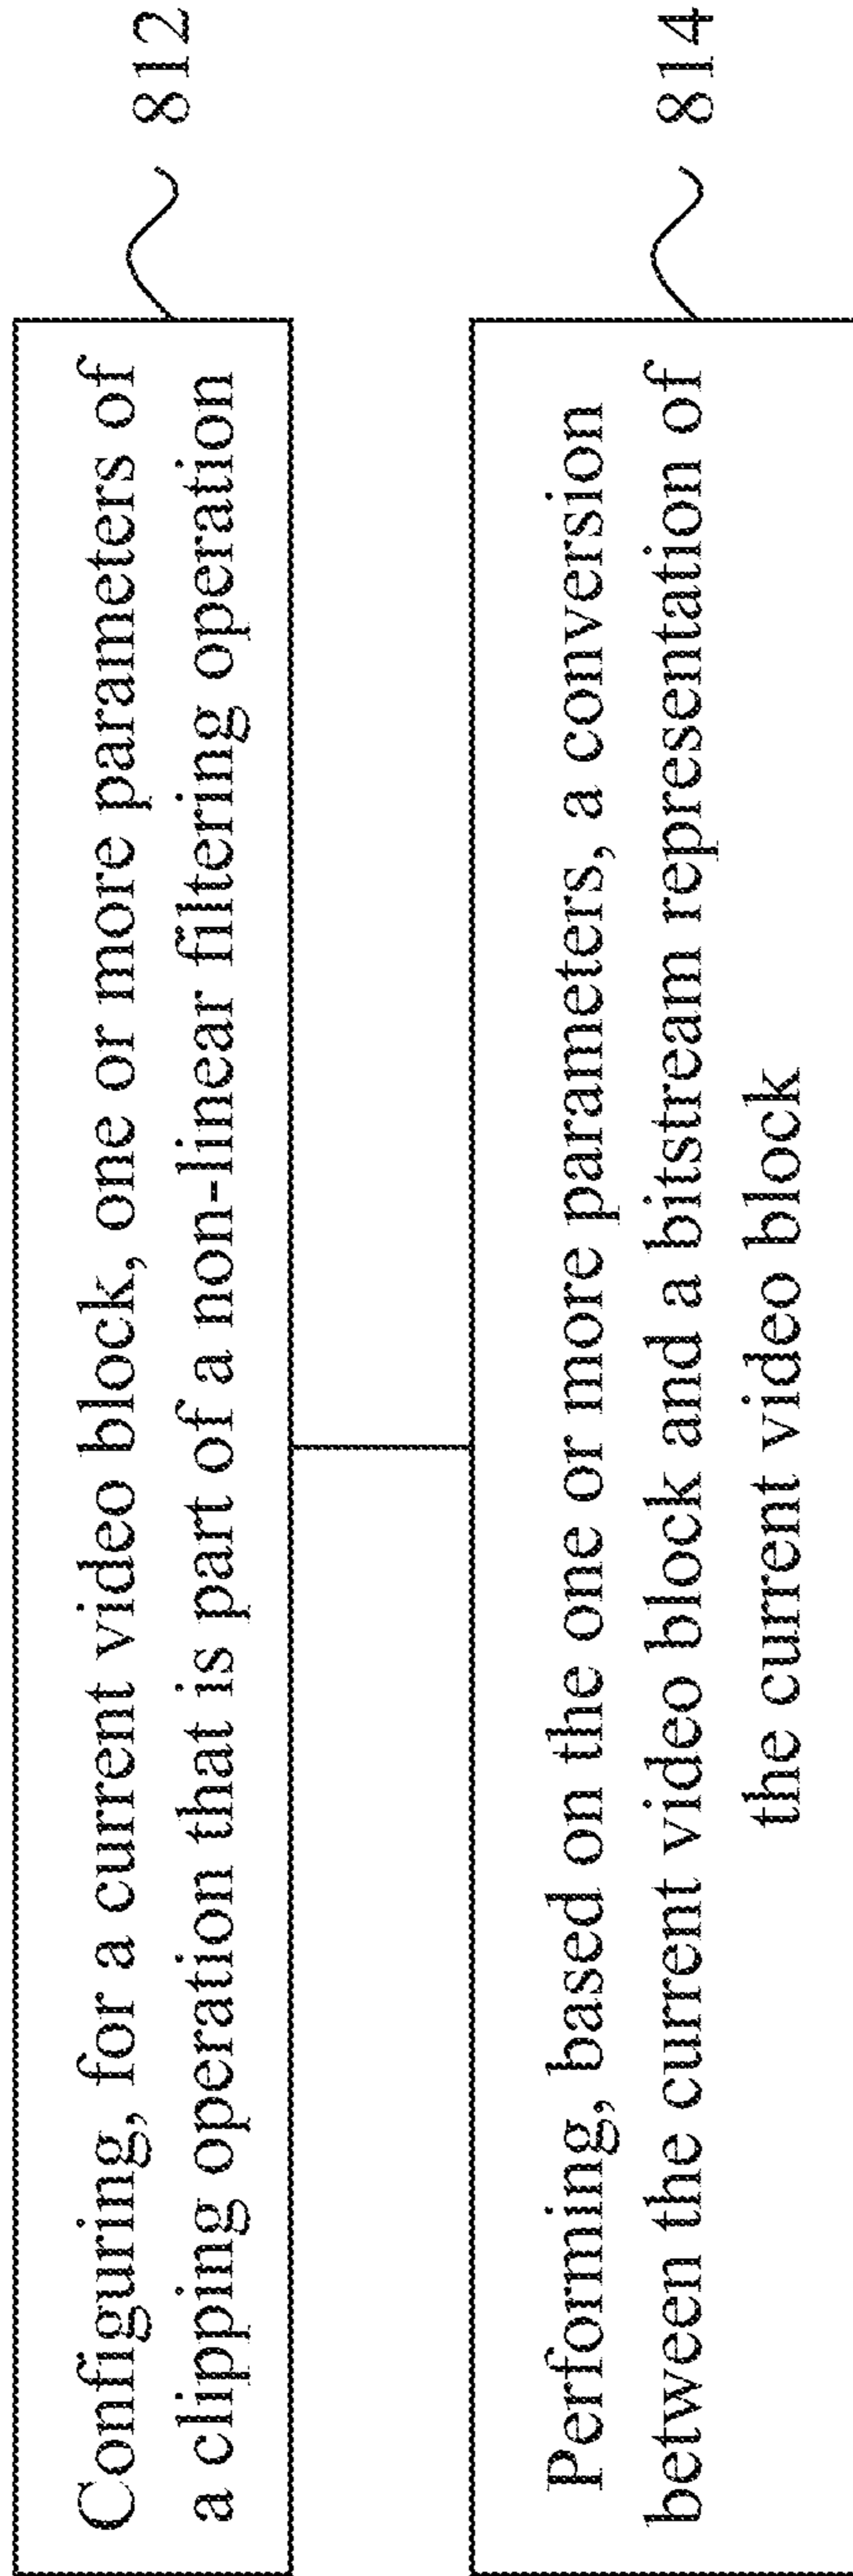 Configuring, for a current video block, one or more parameters of
a clipping operation that is part of a non-linear filtering operation
812
Performing, based on the one or more parameters, a conversion
between the current video block and a bitstream representation of
the current video block
814